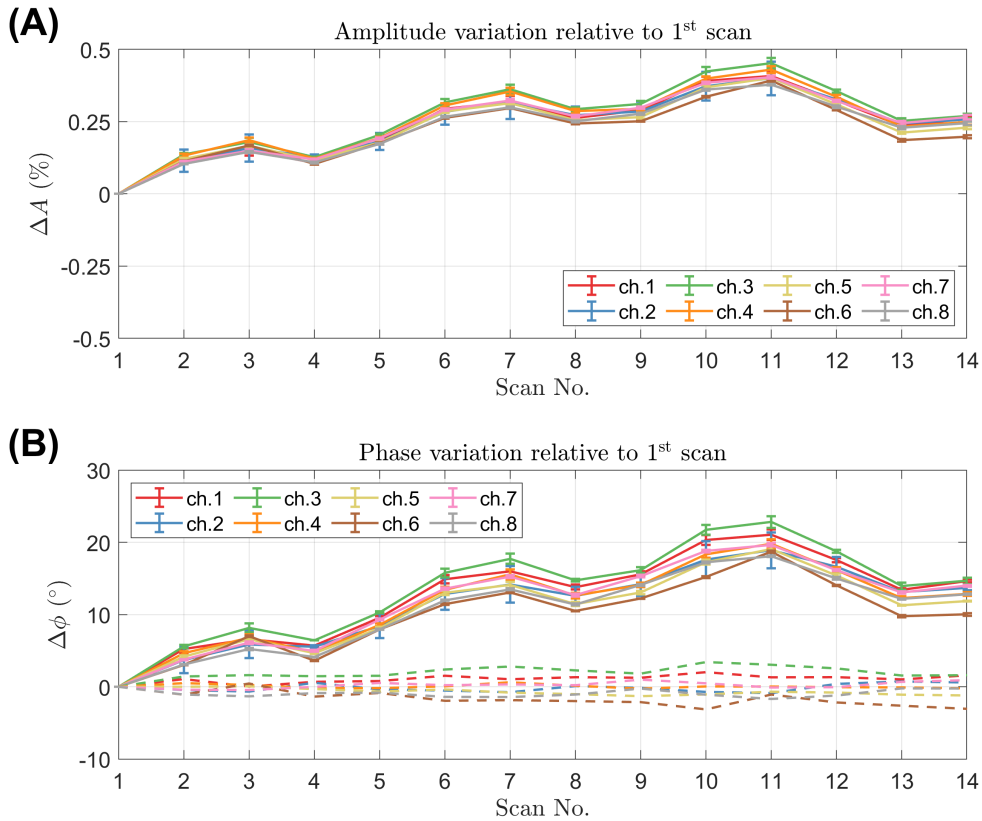 (A)
Amplitude variation relative to 1st scan
0.5
0.25
0
-0.25
-0.5
ΔA (%)
ch.1 ch.3 ch.5 ch.7
ch.2 ch.4 ch.6 ch.8
1 2 3 4 5 6 7 8 9 10 11 12 13 14
Scan No.
(B)
Phase variation relative to 1st scan
30
20
10
0
-10
Δϕ (°)
ch.1 ch.3 ch.5 ch.7
ch.2 ch.4 ch.6 ch.8
1 2 3 4 5 6 7 8 9 10 11 12 13 14
Scan No.